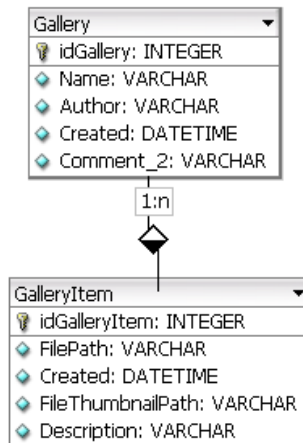 Gallery
idGallery: INTEGER
Name: VARCHAR
Author: VARCHAR
Created: DATETIME
Comment_2: VARCHAR
1:n
GalleryItem
idGalleryItem: INTEGER
FilePath: VARCHAR
Created: DATETIME
FileThumbnailPath: VARCHAR
Description: VARCHAR